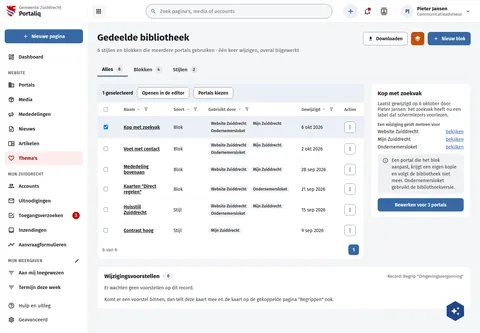 Gemeente Zuiddrecht
Portaliq
Zoek pagina's, media of accounts
Pieter Jansen
Communicatieadviseur
+ Nieuwe pagina
Dashboard
WEBSITE
Portals
Media
Mededelingen
Nieuws
Artikelen
Thema's
MIJN ZUIDDRECHT
Accounts
Uitnodigingen
Toegangsverzoeken
Inzendingen
Aanvraagformulieren
MIJN WEERGAVEN
Aan mij toegewezen
Termijn deze week
Hulp en uitleg
Geavanceerd
Gedeelde bibliotheek
6 stijlen en blokken die meerdere portals gebruiken · één keer wijzigen, overal bijgewerkt
Downloaden
+ Nieuw blok
Alles 6
Blokken 4
Stijlen 2
1 geselecteerd
Openen in de editor
Portals kiezen
Naam
Soort
Gebruikt door
Gewijzigd
Actie
Kop met zoekvak
Blok
Website Zuiddrecht
Mijn Zuiddrecht
Ondernemersloket
6 okt 2026
Voet met contact
Blok
Website Zuiddrecht
Mijn Zuiddrecht
Ondernemersloket
2 okt 2026
Mededeling bovenaan
Blok
Website Zuiddrecht
Mijn Zuiddrecht
28 sep 2026
Kaarten "Direct regelen"
Blok
Website Zuiddrecht
Ondernemersloket
21 sep 2026
Huisstijl Zuiddrecht
Stijl
Website Zuiddrecht
Mijn Zuiddrecht
Ondernemersloket
15 sep 2026
Contrast hoog
Stijl
Mijn Zuiddrecht
9 sep 2026
6 van 6
1
Kop met zoekvak
Laatst gewijzigd op 6 oktober door
Pieter Jansen: het zoekveld heeft nu een
label dat schermlezers voorlezen.
Een wijziging geldt meteen voor
Website Zuiddrecht bekijken
Mijn Zuiddrecht bekijken
Ondernemersloket bekijken
Een portal die het blok
aanpast, krijgt een eigen kopie
en volgt de bibliotheek niet
meer. Ondernemersloket
gebruikt de bibliotheekversie.
Bewerken voor 3 portals
Wijzigingsvoorstellen 0
Record: Begrip "Omgevingsvergunning"
Er wachten geen voorstellen op dit record.
Komt er een voorstel binnen, dan telt deze kaart mee en de kaart op de gekoppelde pagina "Begrippen" ook.